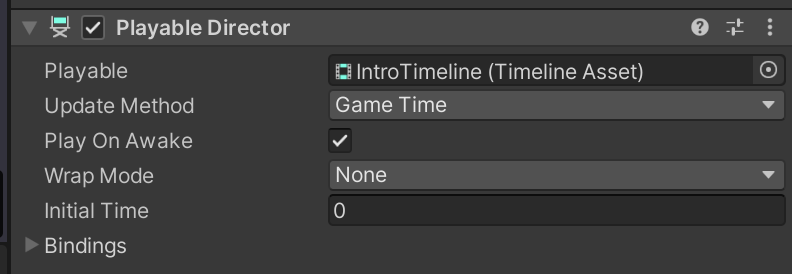 Playable Director
Playable IntroTimeline (Timeline Asset)
Update Method Game Time
Play On Awake
Wrap Mode None
Initial Time 0
Bindings